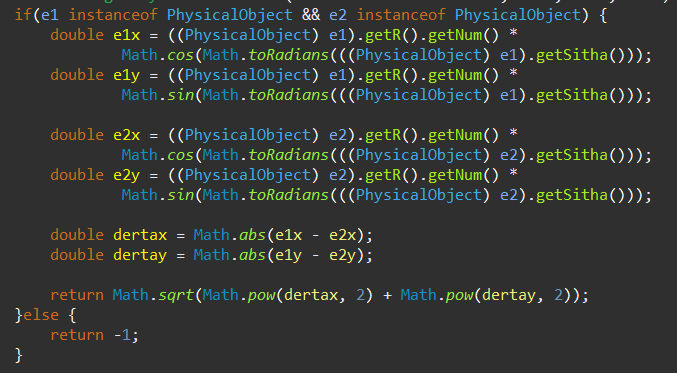 if(e1 instanceof PhysicalObject && e2 instanceof PhysicalObject) {
double e1x = ((PhysicalObject) e1).getR().getNum() *
Math.cos(Math.toRadians(((PhysicalObject) e1).getSitha()));
double e1y = ((PhysicalObject) e1).getR().getNum() *
Math.sin(Math.toRadians(((PhysicalObject) e1).getSitha()));
double e2x = ((PhysicalObject) e2).getR().getNum() *
Math.cos(Math.toRadians(((PhysicalObject) e2).getSitha()));
double e2y = ((PhysicalObject) e2).getR().getNum() *
Math.sin(Math.toRadians(((PhysicalObject) e2).getSitha()));
double dertax = Math.abs(e1x - e2x);
double dertay = Math.abs(e1y - e2y);
return Math.sqrt(Math.pow(dertax, 2) + Math.pow(dertay, 2));
}else {
return -1;
}